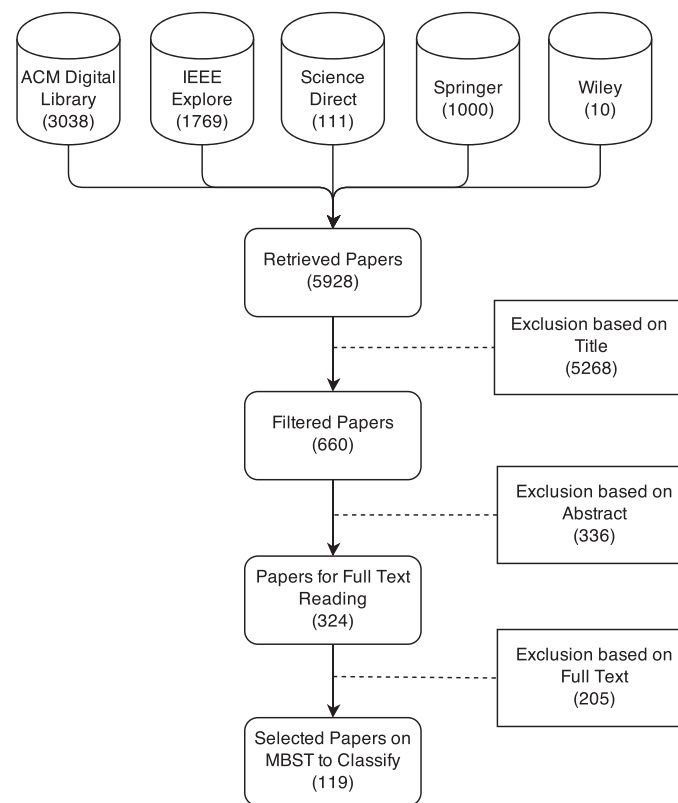 ACM Digital
Library
(3038)
IEEE
Explore
(1769)
Science
Direct
(111)
Springer
(1000)
Wiley
(10)
Retrieved Papers
(5928)
Exclusion based on
Title
(5268)
Filtered Papers
(660)
Exclusion based on
Abstract
(336)
Papers for Full Text
Reading
(324)
Exclusion based on
Full Text
(205)
Selected Papers on
MBST to Classify
(119)